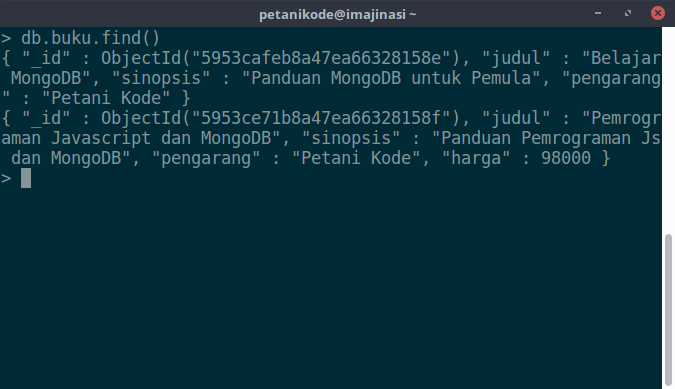 petanikode@imajinasi ~
> db.buku.find()
{ "_id" : ObjectId("5953cafeb8a47ea66328158e"), "judul" : "Belajar
 MongoDB", "sinopsis" : "Panduan MongoDB untuk Pemula", "pengarang
" : "Petani Kode" }
{ "_id" : ObjectId("5953ce71b8a47ea66328158f"), "judul" : "Pemrogr
aman Javascript dan MongoDB", "sinopsis" : "Panduan Pemrograman Js
 dan MongoDB", "pengarang" : "Petani Kode", "harga" : 98000 }
>